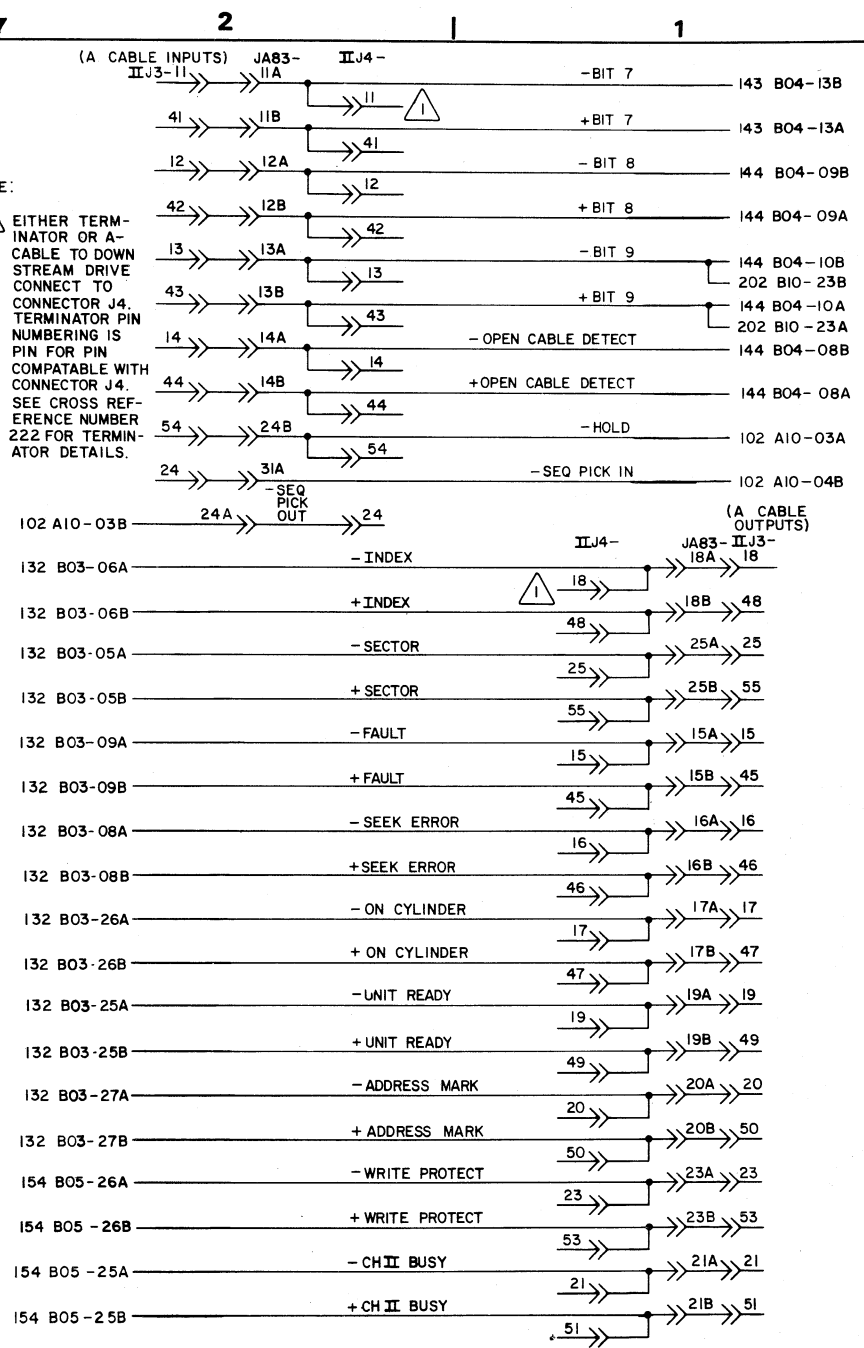 2 1
(A CABLE INPUTS) JA83- IIJ4-
IIJ3-11 11A -BIT 7 143 B04-13B
11 1
41 11B +BIT 7 143 B04-13A
41
12 12A -BIT 8 144 B04-09B
12
42 12B +BIT 8 144 B04-09A
42
13 13A -BIT 9 144 B04-10B
13 202 B10-23B
43 13B +BIT 9 144 B04-10A
43 202 B10-23A
14 14A -OPEN CABLE DETECT 144 B04-08B
14
44 14B +OPEN CABLE DETECT 144 B04-08A
44
54 24B -HOLD 102 A10-03A
54
24 31A -SEQ PICK IN 102 A10-04B
E:
EITHER TERM-
INATOR OR A-
CABLE TO DOWN
STREAM DRIVE
CONNECT TO
CONNECTOR J4.
TERMINATOR PIN
NUMBERING IS
PIN FOR PIN
COMPATABLE WITH
CONNECTOR J4.
SEE CROSS REF-
ERENCE NUMBER
222 FOR TERMIN-
ATOR DETAILS.
-SEQ
PICK
OUT
102 A10-03B 24A 24
(A CABLE
OUTPUTS)
IIJ4- JA83- IIJ3-
132 B03-06A -INDEX 18A 18
1 18
132 B03-06B +INDEX 18B 48
48
132 B03-05A -SECTOR 25A 25
25
132 B03-05B +SECTOR 25B 55
55
132 B03-09A -FAULT 15A 15
15
132 B03-09B +FAULT 15B 45
45
132 B03-08A -SEEK ERROR 16A 16
16
132 B03-08B +SEEK ERROR 16B 46
46
132 B03-26A -ON CYLINDER 17A 17
17
132 B03-26B +ON CYLINDER 17B 47
47
132 B03-25A -UNIT READY 19A 19
19
132 B03-25B +UNIT READY 19B 49
49
132 B03-27A -ADDRESS MARK 20A 20
20
132 B03-27B +ADDRESS MARK 20B 50
50
154 B05-26A -WRITE PROTECT 23A 23
23
154 B05-26B +WRITE PROTECT 23B 53
53
154 B05-25A -CH II BUSY 21A 21
21
154 B05-25B +CH II BUSY 21B 51
51